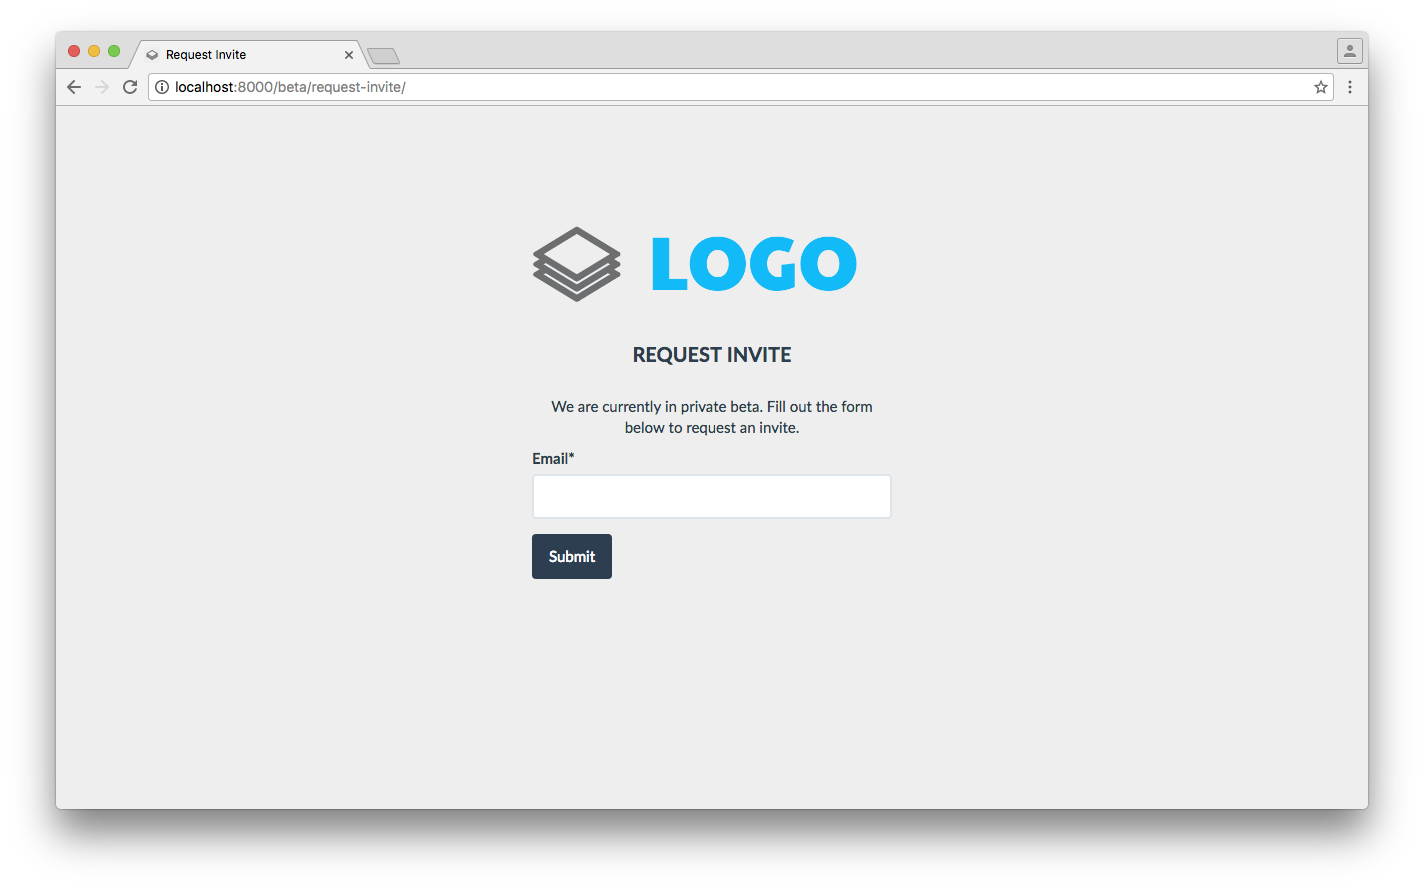 Request Invite
localhost:8000/beta/request-invite/
LOGO
REQUEST INVITE
We are currently in private beta. Fill out the form
below to request an invite.
Email*
Submit